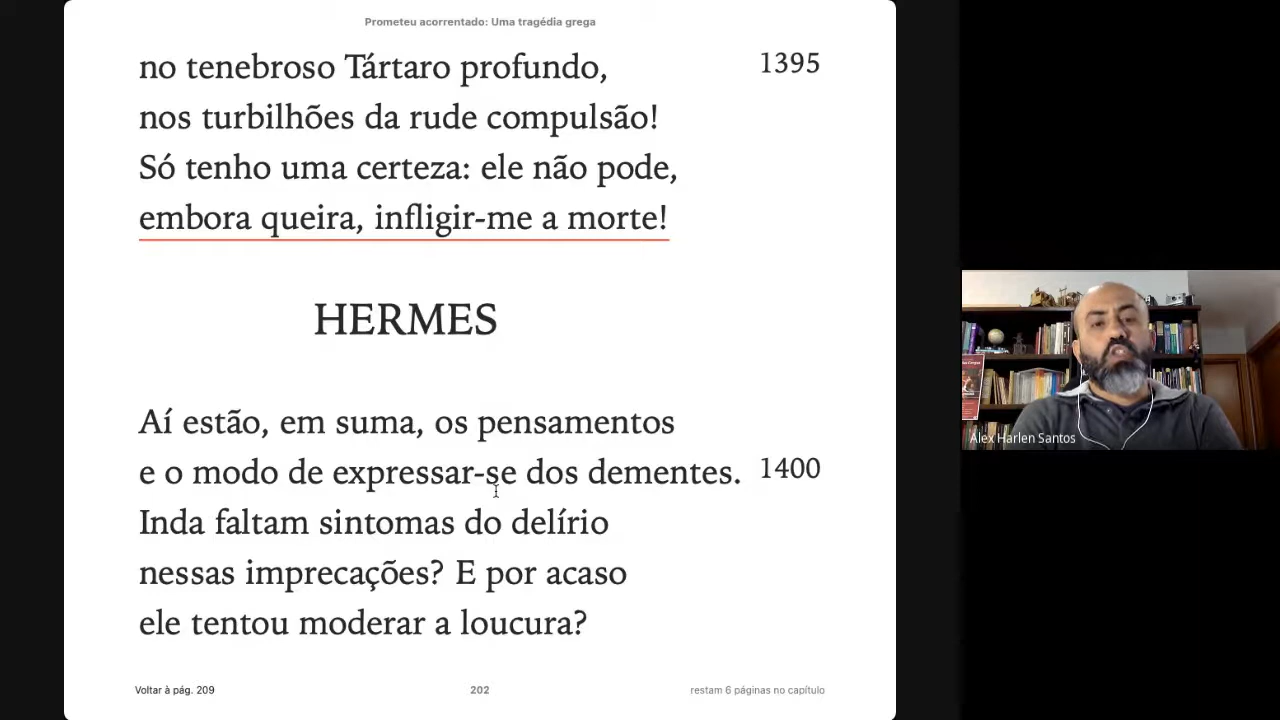 Prometeu acorrentado: Uma tragédia grega
no tenebroso Tártaro profundo, 1395
nos turbilhões da rude compulsão!
Só tenho uma certeza: ele não pode,
embora queira, infligir-me a morte!
HERMES
Aí estão, em suma, os pensamentos
e o modo de expressar-se dos dementes. 1400
Inda faltam sintomas do delírio
nessas imprecações? E por acaso
ele tentou moderar a loucura?
Voltar à pág. 209
202
restam 6 páginas no capítulo
Alex Harlen Santos